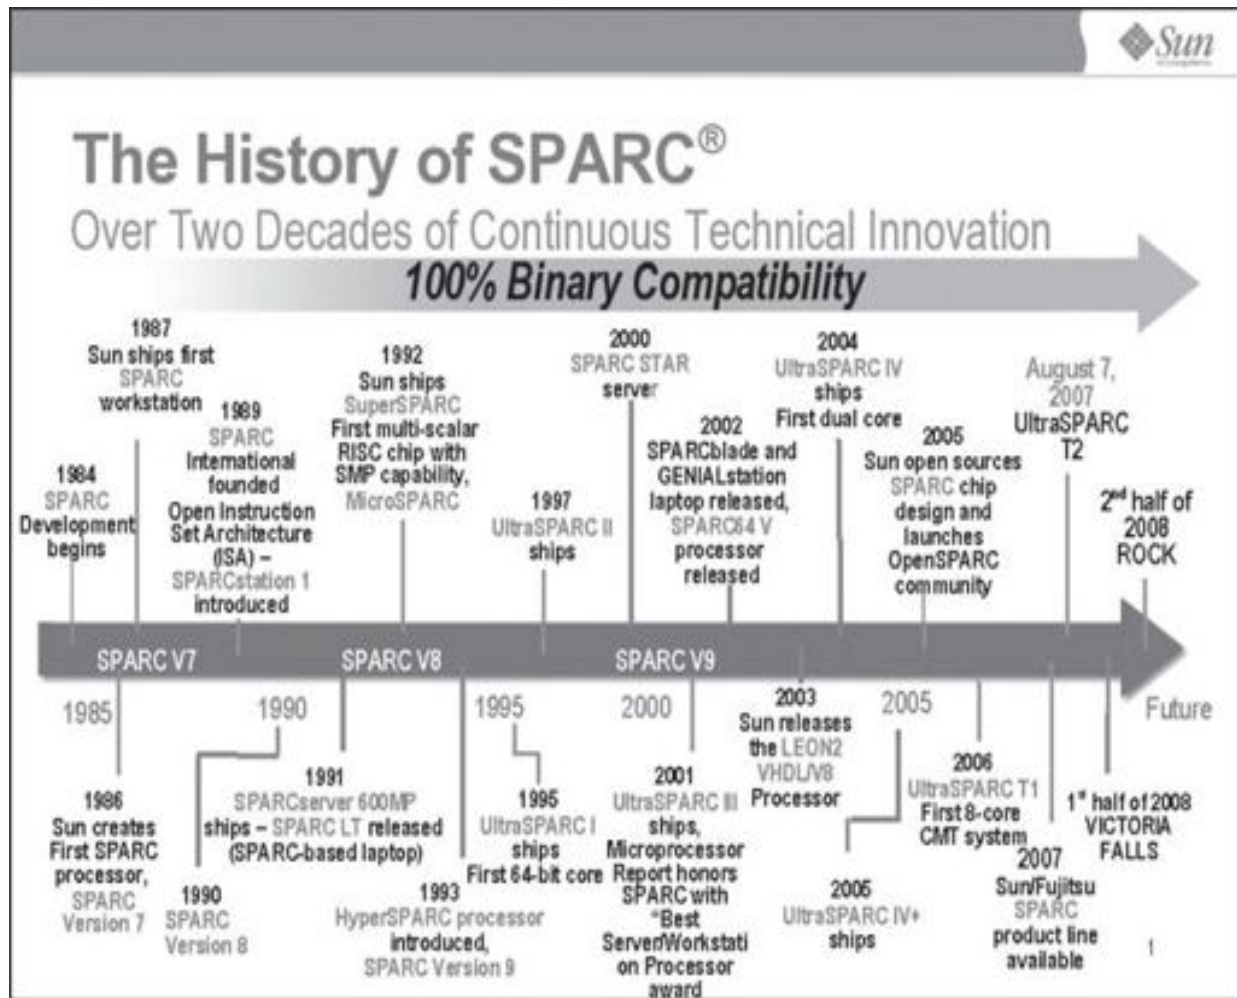 Sun
The History of SPARC®
Over Two Decades of Continuous Technical Innovation
100% Binary Compatibility
1984
SPARC
Development
begins
1987
Sun ships first
SPARC
workstation
1989
SPARC
International
founded
Open Instruction
Set Architecture
(ISA) –
SPARCstation 1
introduced
1992
Sun ships
SuperSPARC
First multi-scalar
RISC chip with
SMP capability,
MicroSPARC
1997
UltraSPARC II
ships
2000
SPARC STAR
server
2002
SPARCblade and
GENIALstation
laptop released,
SPARC64 V
processor
released
2004
UltraSPARC IV
ships
First dual core
2005
Sun open sources
SPARC chip
design and
launches
OpenSPARC
community
August 7,
2007
UltraSPARC
T2
2nd half of
2008
ROCK
SPARC V7
SPARC V8
SPARC V9
1985
1990
1995
2000
2005
Future
1986
Sun creates
First SPARC
processor,
SPARC
Version 7
1990
SPARC
Version 8
1991
SPARCserver 600MP
ships – SPARC LT released
(SPARC-based laptop)
1993
HyperSPARC processor
introduced,
SPARC Version 9
1995
UltraSPARC I
ships
First 64-bit core
2001
UltraSPARC III
ships,
Microprocessor
Report honors
SPARC with
"Best
Server/Workstati
on Processor
award
2003
Sun releases
the LEON2
VHDL/V8
Processor
2005
UltraSPARC IV+
ships
2006
UltraSPARC T1
First 8-core
CMT system
2007
Sun/Fujitsu
SPARC
product line
available
1st half of 2008
VICTORIA
FALLS
1